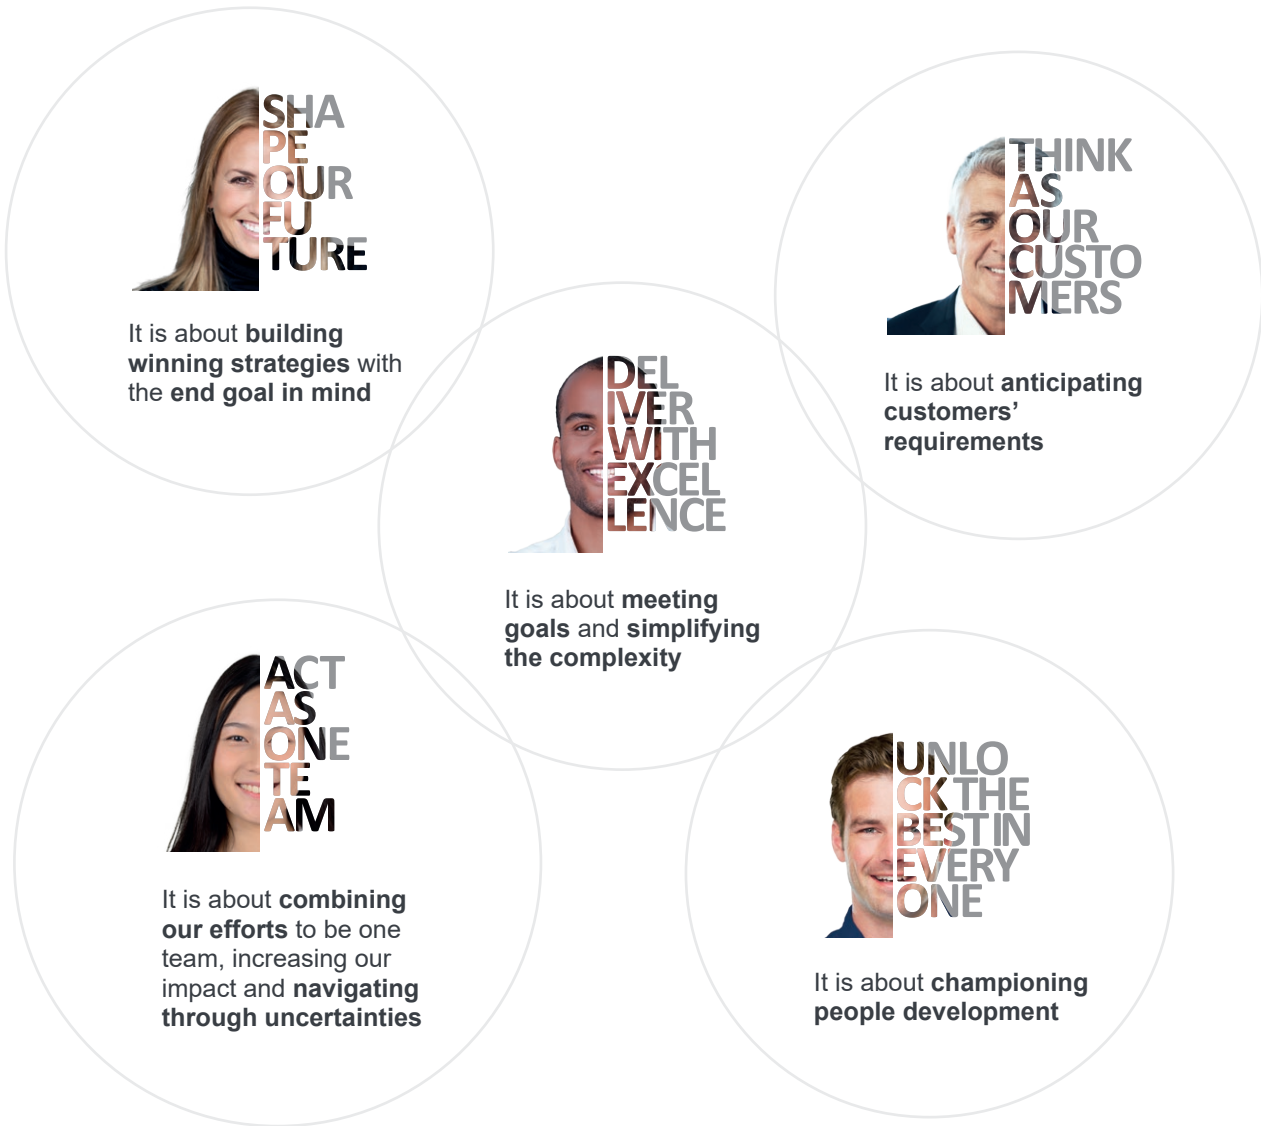 SHA
PE
OUR
FU
TURE
It is about building
winning strategies with
the end goal in mind
THINK
AS
OUR
CUSTO
MERS
It is about anticipating
customers’
requirements
DEL
IVER
WITH
EXCEL
LENCE
It is about meeting
goals and simplifying
the complexity
ACT
AS
ONE
TE
AM
It is about combining
our efforts to be one
team, increasing our
impact and navigating
through uncertainties
UNLO
CK THE
BEST IN
EVERY
ONE
It is about championing
people development